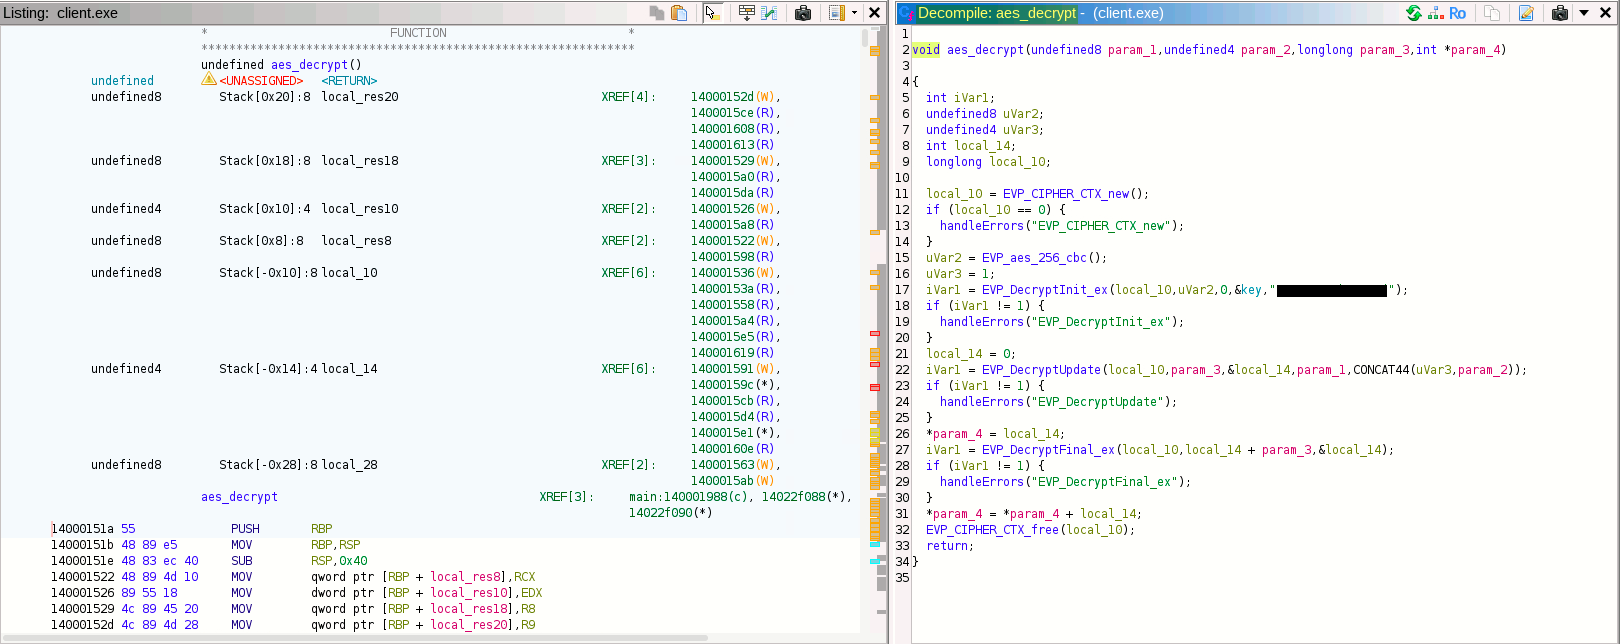 Listing: client.exe
* FUNCTION *
*************************************************************
undefined aes_decrypt()
undefined <UNASSIGNED> <RETURN>
undefined8 Stack[0x20]:8 local_res20 XREF[4]: 14000152d(W),
1400015ce(R),
140001608(R),
140001613(R)
undefined8 Stack[0x18]:8 local_res18 XREF[3]: 140001529(W),
1400015a0(R),
1400015da(R)
undefined4 Stack[0x10]:4 local_res10 XREF[2]: 140001526(W),
1400015a8(R)
undefined8 Stack[0x8]:8 local_res8 XREF[2]: 140001522(W),
140001598(R)
undefined8 Stack[-0x10]:8 local_10 XREF[6]: 140001536(W),
14000153a(R),
140001558(R),
1400015a4(R),
1400015e5(R),
140001619(R)
undefined4 Stack[-0x14]:4 local_14 XREF[6]: 140001591(W),
14000159c(*),
1400015cb(R),
1400015d4(R),
1400015e1(*),
14000160e(R)
undefined8 Stack[-0x28]:8 local_28 XREF[2]: 140001563(W),
1400015ab(W)
aes_decrypt XREF[3]: main:140001988(c), 14022f088(*),
14022f090(*)
14000151a 55 PUSH RBP
14000151b 48 89 e5 MOV RBP,RSP
14000151e 48 83 ec 40 SUB RSP,0x40
140001522 48 89 4d 10 MOV qword ptr [RBP + local_res8],RCX
140001526 89 55 18 MOV dword ptr [RBP + local_res10],EDX
140001529 4c 89 45 20 MOV qword ptr [RBP + local_res18],R8
14000152d 4c 89 4d 28 MOV qword ptr [RBP + local_res20],R9
Decompile: aes_decrypt - (client.exe)
Ro
1
2 void aes_decrypt(undefined8 param_1,undefined4 param_2,longlong param_3,int *param_4)
3
4 {
5 int iVar1;
6 undefined8 uVar2;
7 undefined4 uVar3;
8 int local_14;
9 longlong local_10;
10
11 local_10 = EVP_CIPHER_CTX_new();
12 if (local_10 == 0) {
13 handleErrors("EVP_CIPHER_CTX_new");
14 }
15 uVar2 = EVP_aes_256_cbc();
16 uVar3 = 1;
17 iVar1 = EVP_DecryptInit_ex(local_10,uVar2,0,&key,"");
18 if (iVar1 != 1) {
19 handleErrors("EVP_DecryptInit_ex");
20 }
21 local_14 = 0;
22 iVar1 = EVP_DecryptUpdate(local_10,param_3,&local_14,param_1,CONCAT44(uVar3,param_2));
23 if (iVar1 != 1) {
24 handleErrors("EVP_DecryptUpdate");
25 }
26 *param_4 = local_14;
27 iVar1 = EVP_DecryptFinal_ex(local_10,local_14 + param_3,&local_14);
28 if (iVar1 != 1) {
29 handleErrors("EVP_DecryptFinal_ex");
30 }
31 *param_4 = *param_4 + local_14;
32 EVP_CIPHER_CTX_free(local_10);
33 return;
34 }
35